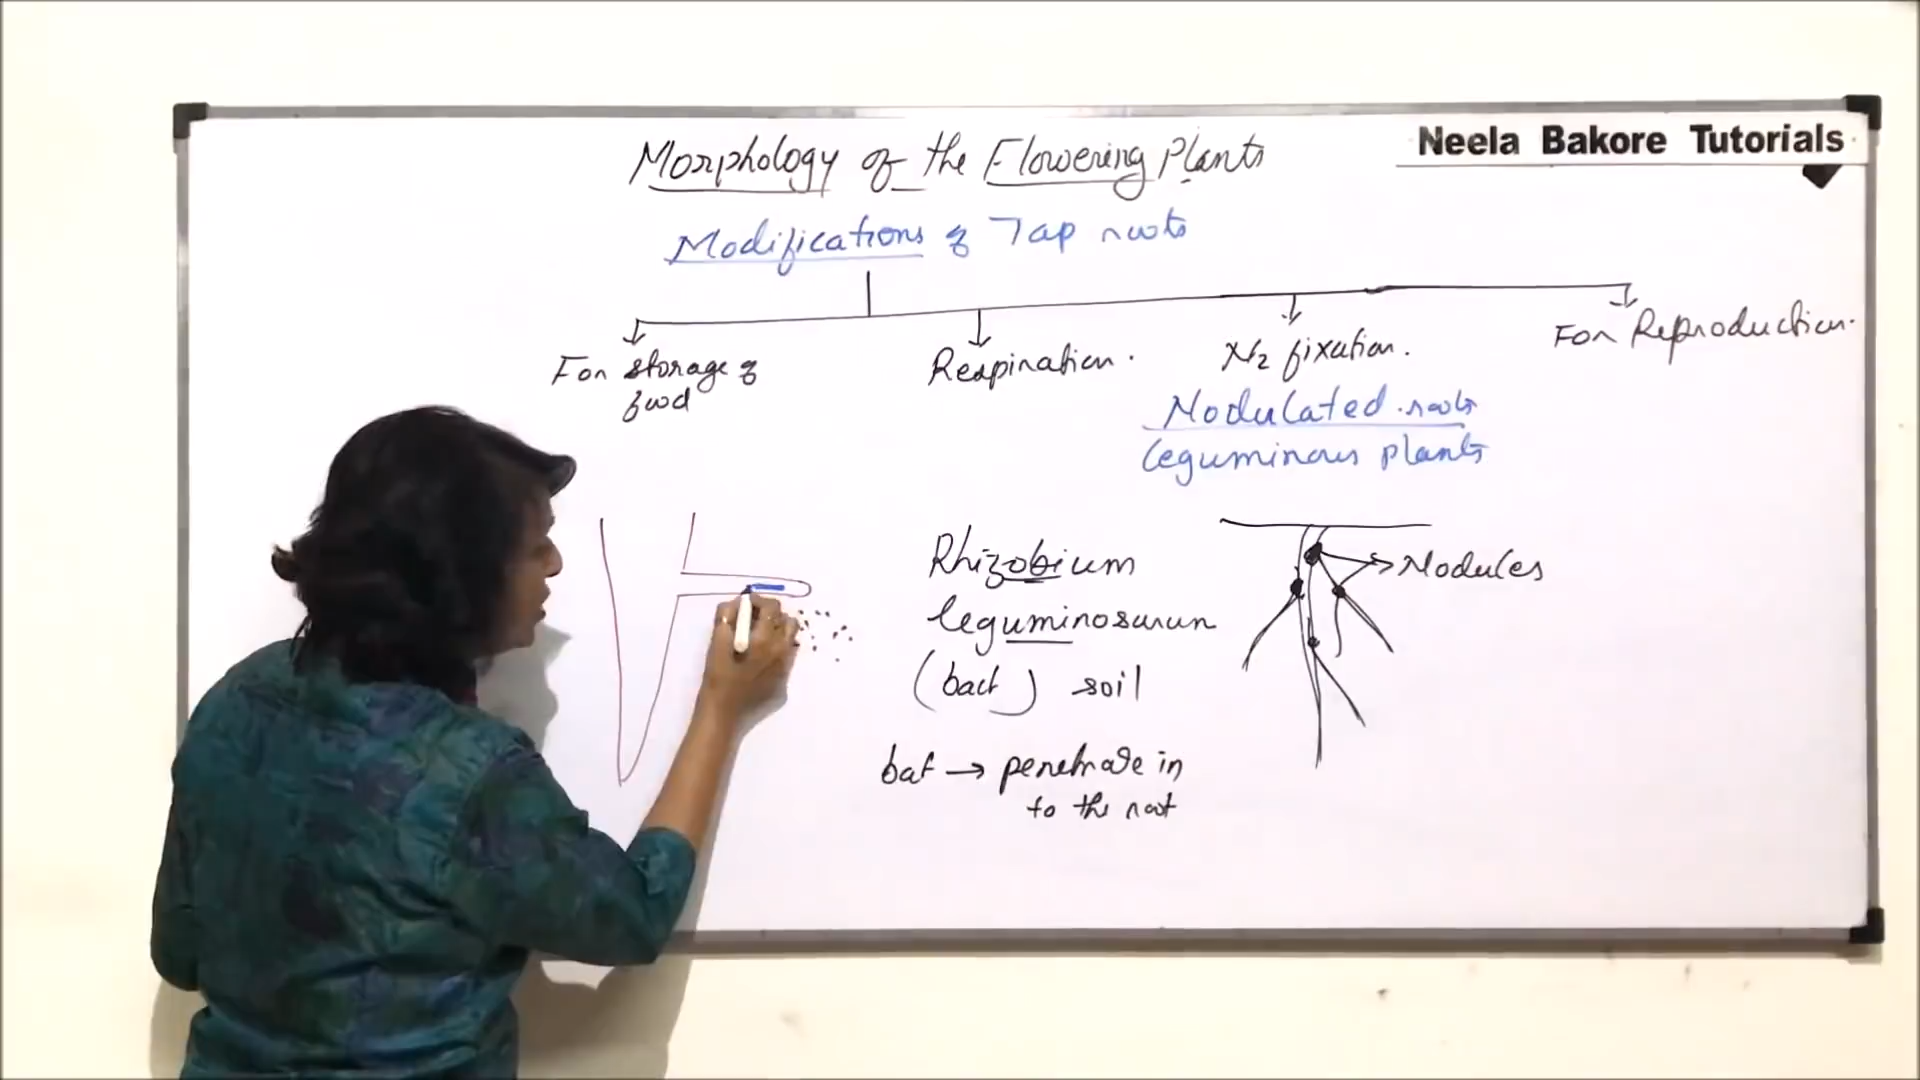 Neela Bakore Tutorials
Morphology of the Flowering Plants
Modifications of Tap roots
For storage of
food
Respiration.
N2 fixation.
For Reproduction.
Nodulated roots
leguminous plants
Rhizobium
leguminosarum
(bact) soil
Nodules
bat → penetrate in
to the root